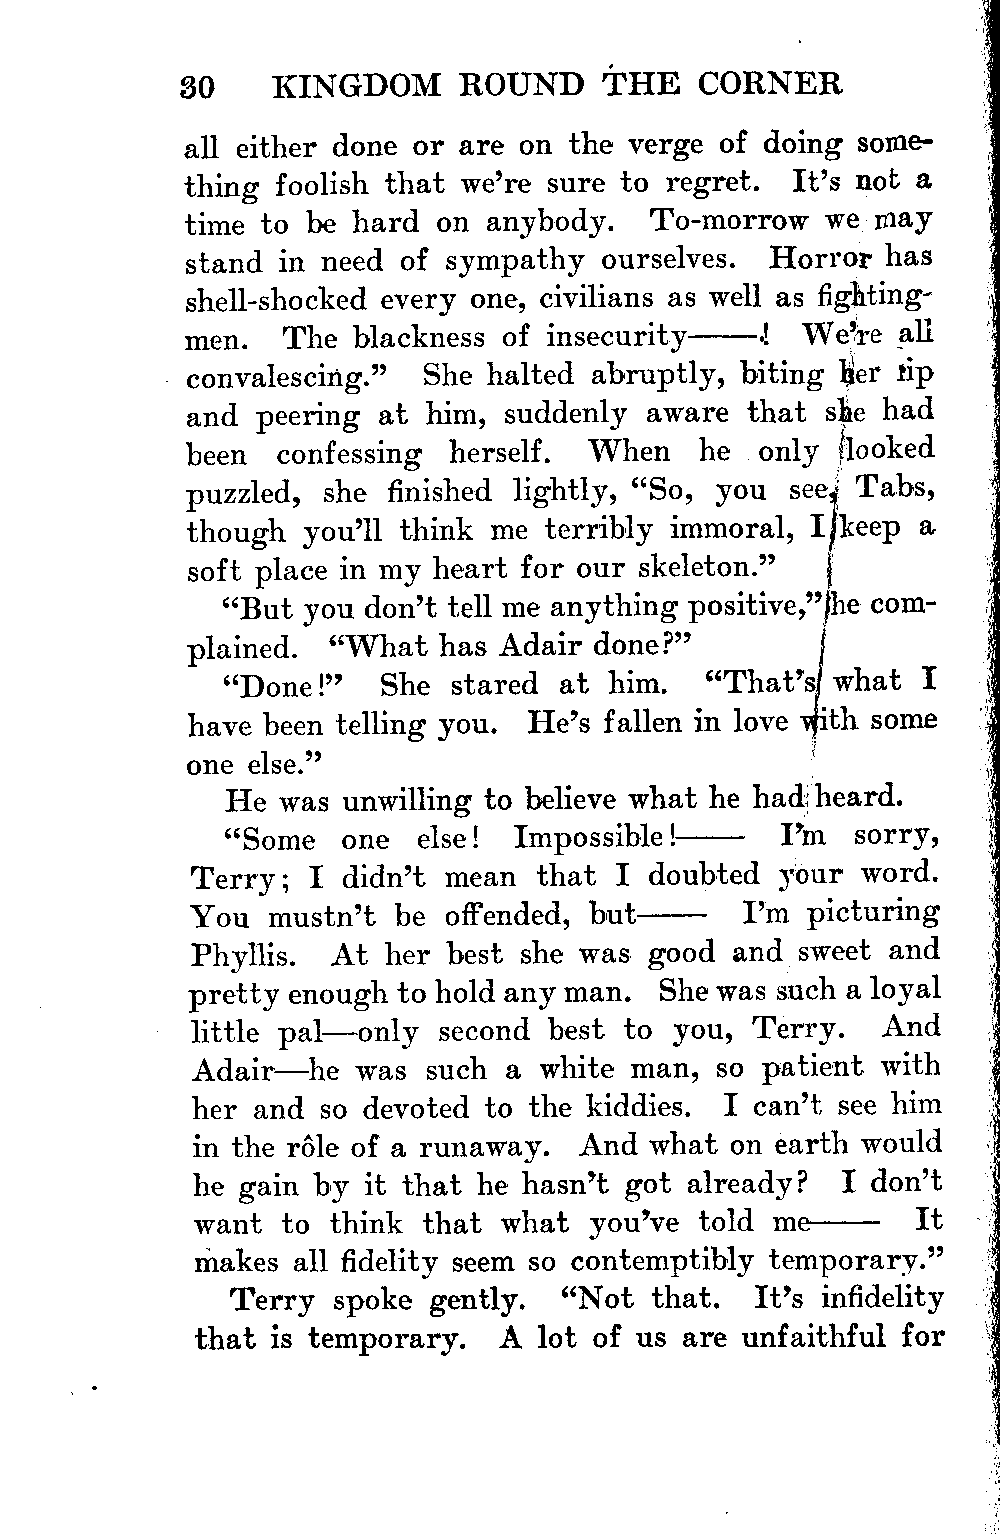 30 KINGDOM ROUND THE CORNER
all either done or are on the verge of doing some-
thing foolish that we're sure to regret. It's not a
time to be hard on anybody. To-morrow we may
stand in need of sympathy ourselves. Horror has
shell-shocked every one, civilians as well as fighting-
men. The blackness of insecurity——! We're all
convalescing.” She halted abruptly, biting her lip
and peering at him, suddenly aware that she had
been confessing herself. When he only looked
puzzled, she finished lightly, “So, you see, Tabs,
though you'll think me terribly immoral, I keep a
soft place in my heart for our skeleton.”
“But you don't tell me anything positive,” he com-
plained. “What has Adair done?”
“Done!” She stared at him. “That's what I
have been telling you. He's fallen in love with some
one else.”
He was unwilling to believe what he had heard.
“Some one else! Impossible!—— I'm sorry,
Terry; I didn't mean that I doubted your word.
You mustn't be offended, but—— I'm picturing
Phyllis. At her best she was good and sweet and
pretty enough to hold any man. She was such a loyal
little pal—only second best to you, Terry. And
Adair—he was such a white man, so patient with
her and so devoted to the kiddies. I can't see him
in the rôle of a runaway. And what on earth would
he gain by it that he hasn't got already? I don't
want to think that what you've told me—— It
makes all fidelity seem so contemptibly temporary.”
Terry spoke gently. “Not that. It's infidelity
that is temporary. A lot of us are unfaithful for